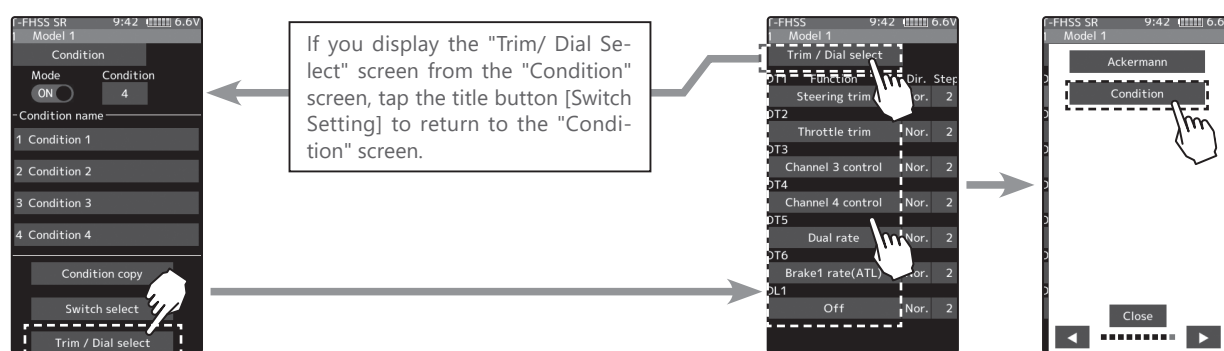 T-FHSS SR 9:42 6.6V
1 Model 1
Condition
Mode Condition
ON 4
Condition name
1 Condition 1
2 Condition 2
3 Condition 3
4 Condition 4
Condition copy
Switch select
Trim / Dial select
If you display the "Trim/ Dial Se-
lect" screen from the "Condition"
screen, tap the title button [Switch
Setting] to return to the "Condi-
tion" screen.
T-FHSS 9:42 6.6V
1 Model 1
Trim / Dial select
DT1 Function Dir. Step
Steering trim Nor. 2
DT2
Throttle trim Nor. 2
DT3
Channel 3 control Nor. 2
DT4
Channel 4 control Nor. 2
DT5
Dual rate Nor. 2
DT6
Brake1 rate(ATL) Nor. 2
DL1
Off Nor. 2
T-FHSS SR 9:42 6.6
1 Model 1
Ackermann
Condition
Close